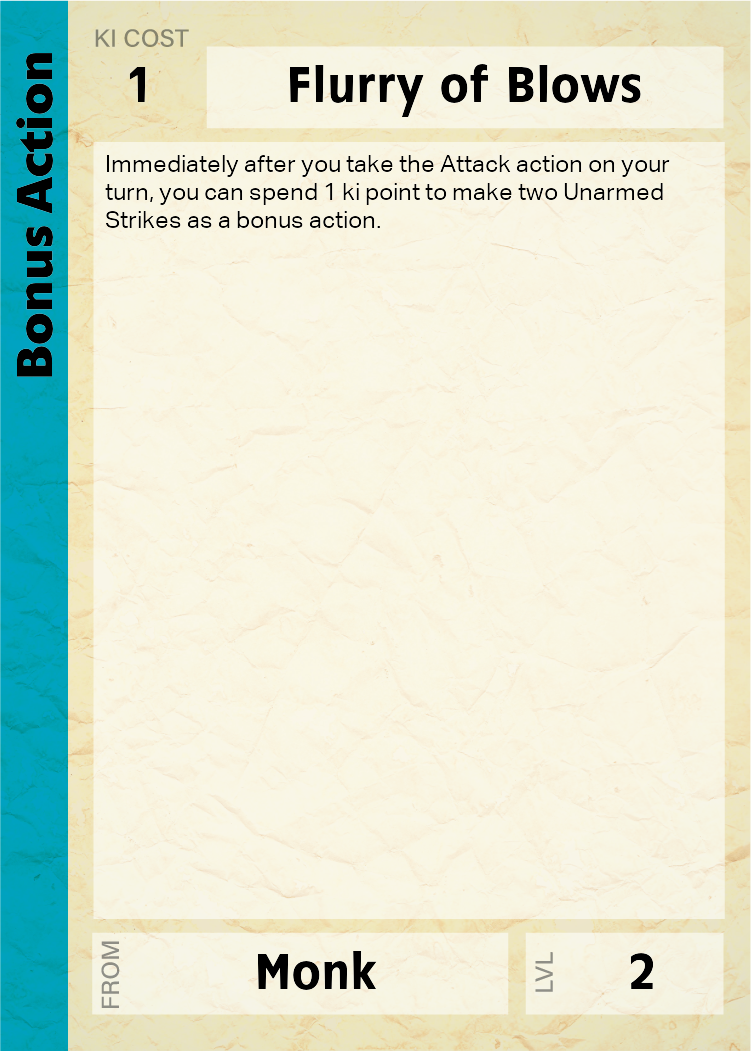 Bonus Action
KI COST
1
Flurry of Blows
Immediately after you take the Attack action on your
turn, you can spend 1 ki point to make two Unarmed
Strikes as a bonus action.
FROM
Monk
LVL
2